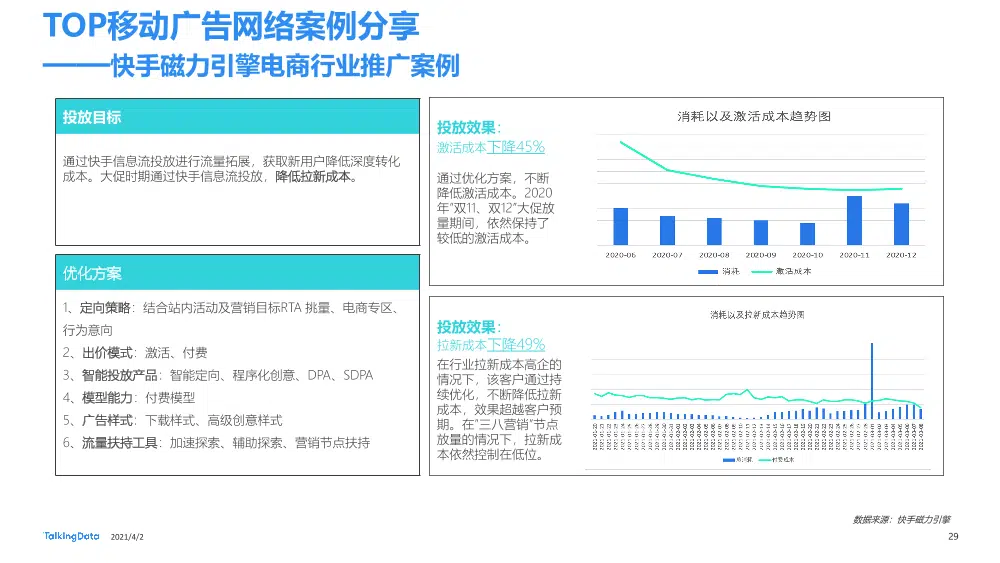 TOP移动广告网络案例分享
———快手磁力引擎电商行业推广案例
投放目标
通过快手信息流投放进行流量拓展，获取新用户降低深度转化
成本。大促时期通过快手信息流投放，降低拉新成本。
优化方案
1、定向策略：结合站内活动及营销目标RTA 挑量、电商专区、
行为意向
2、出价模式：激活、付费
3、智能投放产品：智能定向、程序化创意、DPA、SDPA
4、模型能力：付费模型
5、广告样式：下载样式、高级创意样式
6、流量扶持工具：加速探索、辅助探索、营销节点扶持
投放效果：
激活成本下降45%
通过优化方案，不断
降低激活成本。2020
年“双11、双12”大促放
量期间，依然保持了
较低的激活成本。
消耗以及激活成本趋势图
2020-06 2020-07 2020-08 2020-09 2020-10 2020-11 2020-12
消耗 激活成本
投放效果：
拉新成本下降49%
在行业拉新成本高企的
情况下，该客户通过持
续优化，不断降低拉新
成本，效果超越客户预
期。在“三八营销”节点
放量的情况下，拉新成
本依然控制在低位。
消耗以及拉新成本趋势图
总消耗 付费成本
数据来源：快手磁力引擎
TalkingData 2021/4/2
29